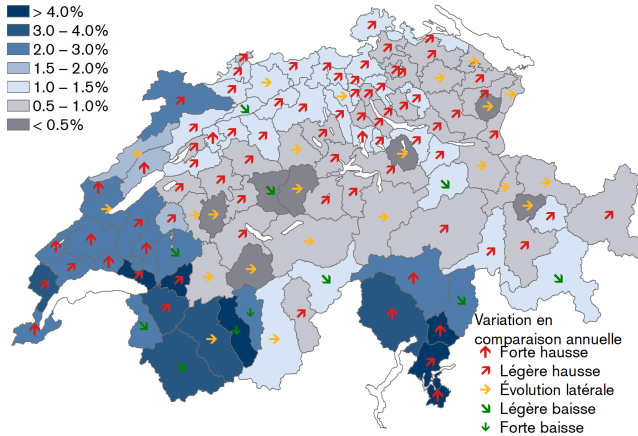 > 4.0%
3.0 – 4.0%
2.0 – 3.0%
1.5 – 2.0%
1.0 – 1.5%
0.5 – 1.0%
< 0.5%
Variation en
comparaison annuelle
Forte hausse
Légère hausse
Évolution latérale
Légère baisse
Forte baisse